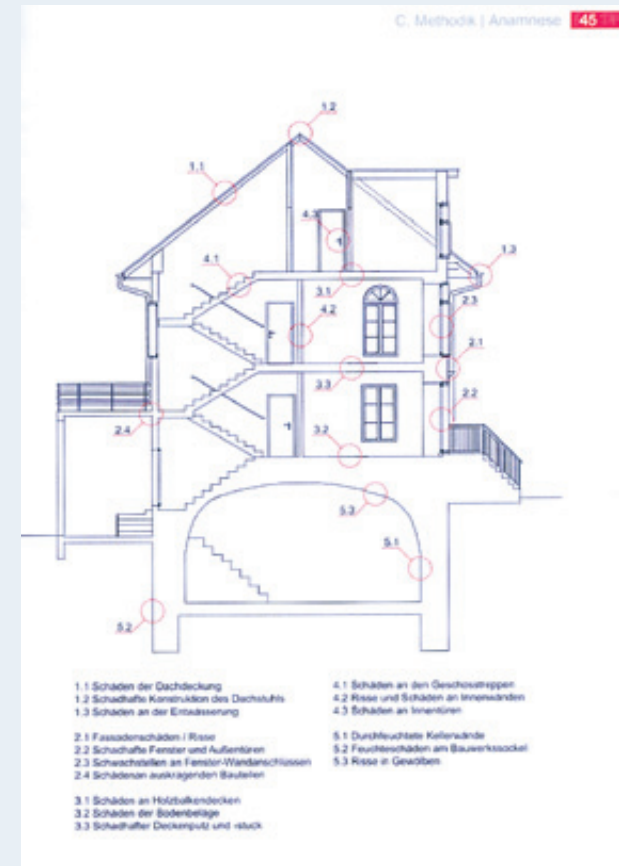 C. Methodik | Anamnese 45
1.2
1.1
4.3
4.1
1.3
3.1
2.3
4.2
2.1
3.3
2.2
2.4
3.2
5.3
5.1
5.2
1.1 Schäden der Dachdeckung
1.2 Schadhafte Konstruktion des Dachstuhls
1.3 Schäden an der Entwässerung
2.1 Fassadenschäden / Risse
2.2 Schadhafte Fenster und Außentüren
2.3 Schwachstellen an Fenster-Wandanschlüssen
2.4 Schädenan auskragenden Bauteilen
3.1 Schäden an Holzbalkendecken
3.2 Schäden der Bodenbeläge
3.3 Schadhafter Deckenputz und -stuck
4.1 Schäden an den Geschosstreppen
4.2 Risse und Schäden an Innenwänden
4.3 Schäden an Innentüren
5.1 Durchfeuchtete Kellerwände
5.2 Feuchteschäden am Bauwerkssockel
5.3 Risse in Gewölben